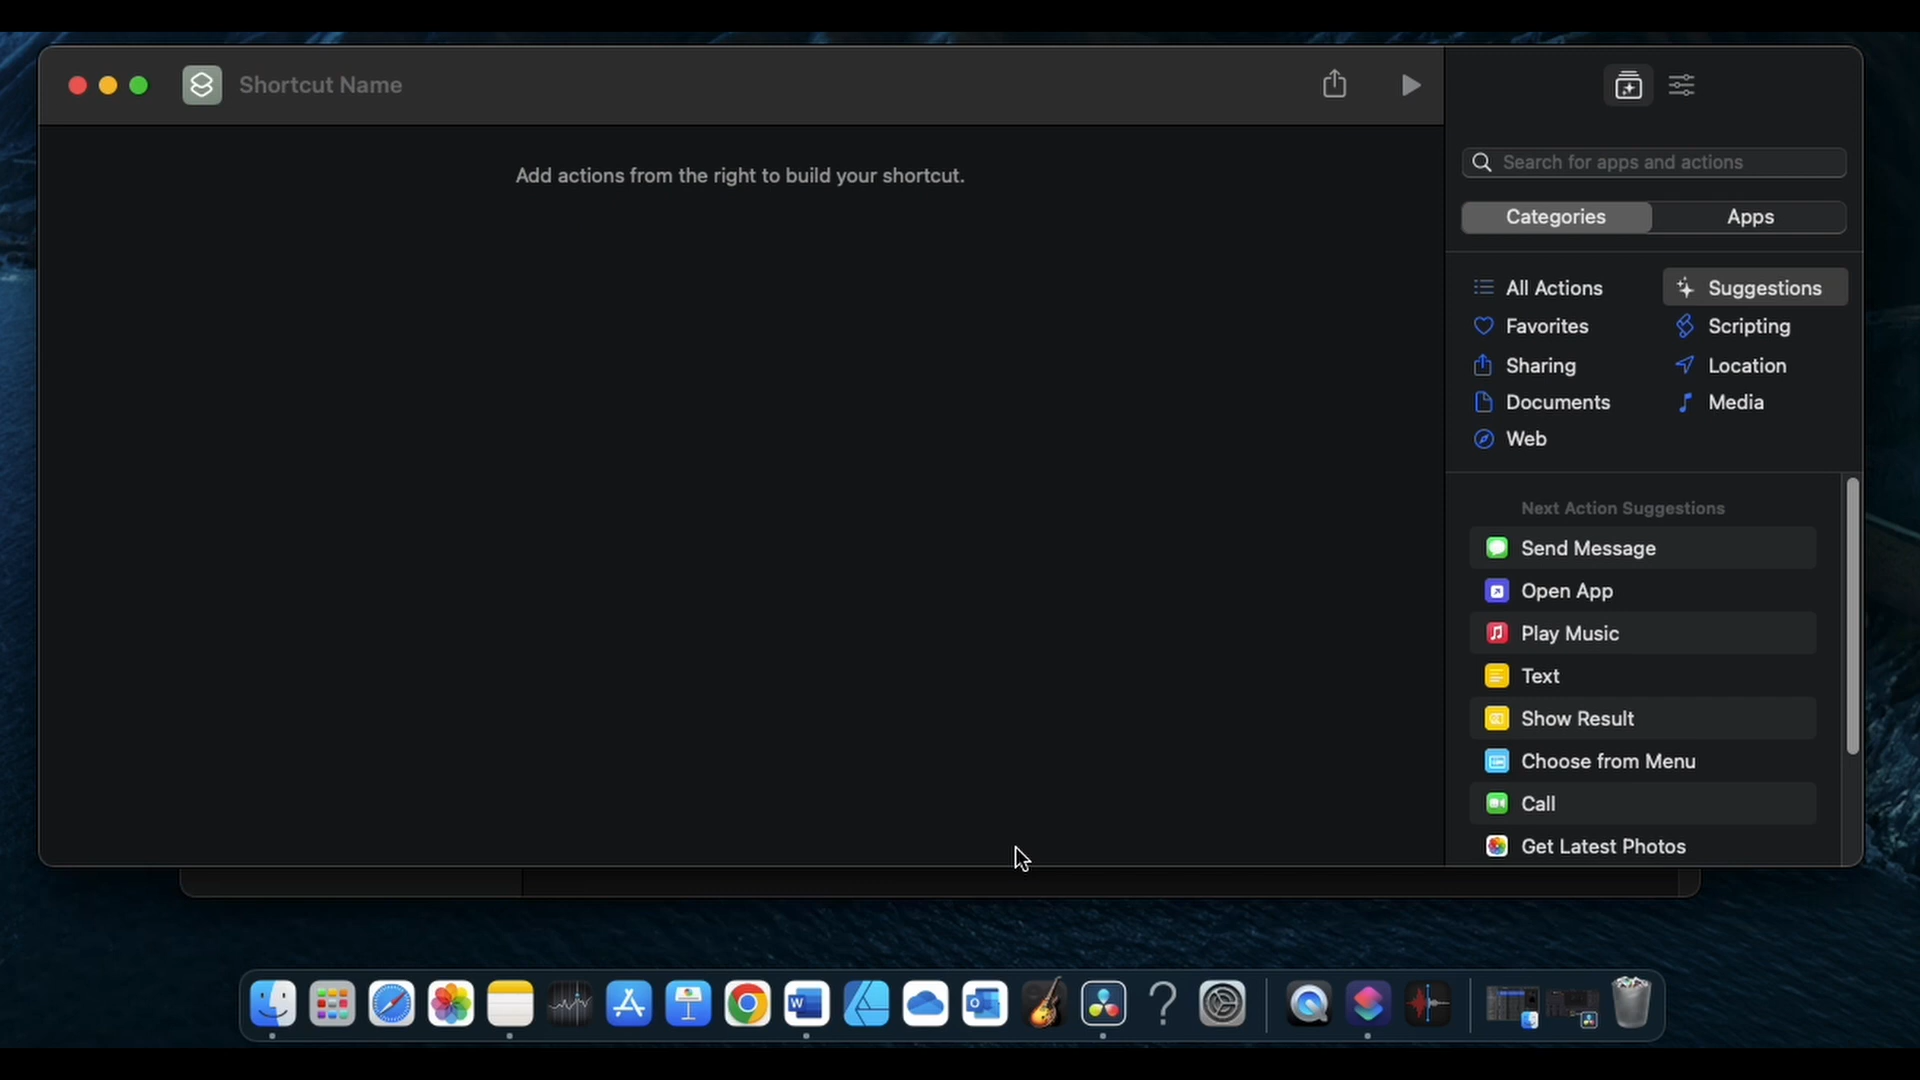 Shortcut Name
Add actions from the right to build your shortcut.
Search for apps and actions
Categories Apps
All Actions Suggestions
Favorites Scripting
Sharing Location
Documents Media
Web
Next Action Suggestions
Send Message
Open App
Play Music
Text
Show Result
Choose from Menu
Call
Get Latest Photos